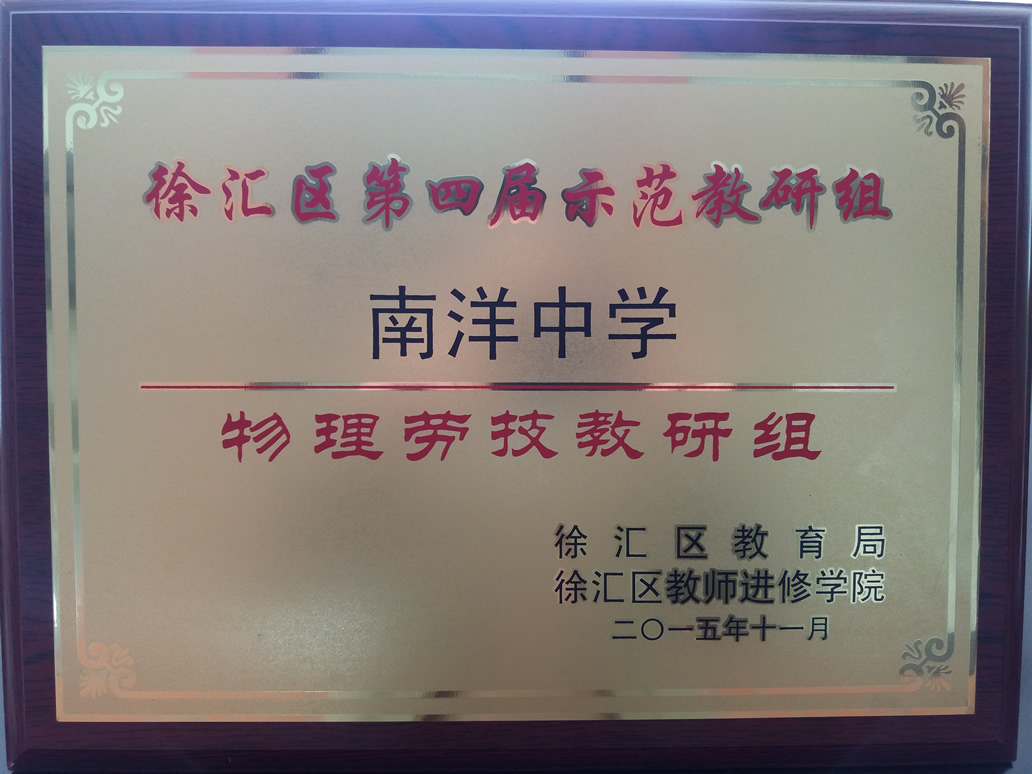 徐汇区第四届示范教研组
南洋中学
物理劳技教研组
徐汇区教育局
徐汇区教师进修学院
二〇一五年十一月